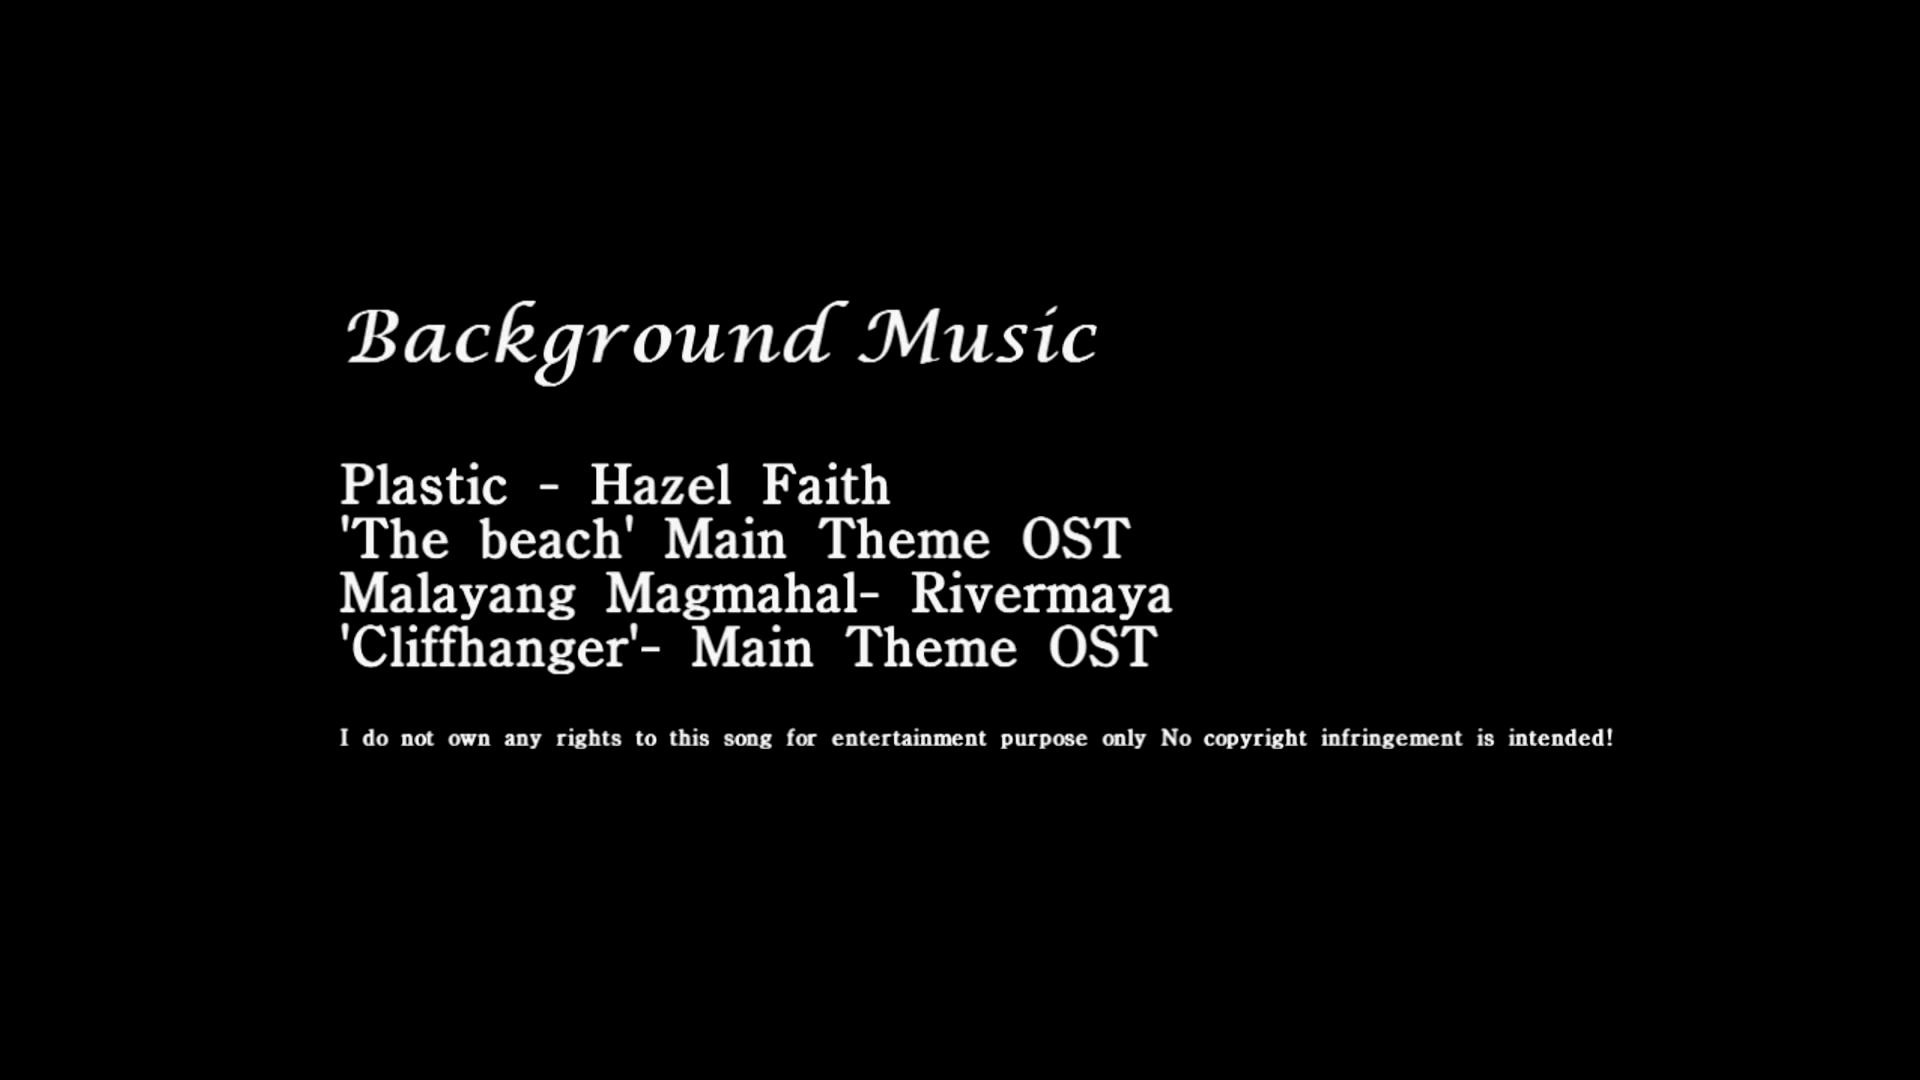 Background Music
Plastic - Hazel Faith
'The beach' Main Theme OST
Malayang Magmahal- Rivermaya
'Cliffhanger'- Main Theme OST
I do not own any rights to this song for entertainment purpose only No copyright infringement is intended!